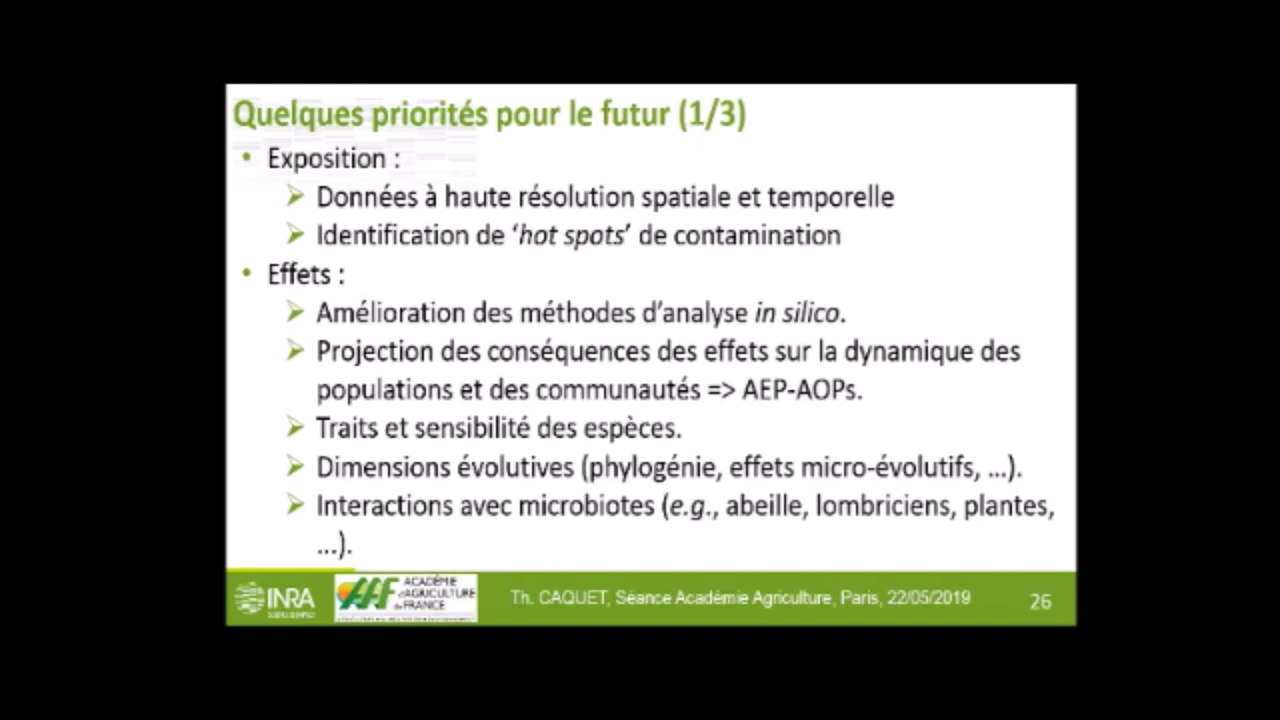 Quelques priorités pour le futur (1/3)
• Exposition :
➢ Données à haute résolution spatiale et temporelle
➢ Identification de ‘hot spots’ de contamination
• Effets :
➢ Amélioration des méthodes d’analyse in silico.
➢ Projection des conséquences des effets sur la dynamique des
populations et des communautés => AEP-AOPs.
➢ Traits et sensibilité des espèces.
➢ Dimensions évolutives (phylogénie, effets micro-évolutifs, …).
➢ Interactions avec microbiotes (e.g., abeille, lombriciens, plantes,
…).
INRA
AAF ACADÉMIE
d'AGRICULTURE
de FRANCE
Th. CAQUET, Séance Académie Agriculture, Paris, 22/05/2019
26